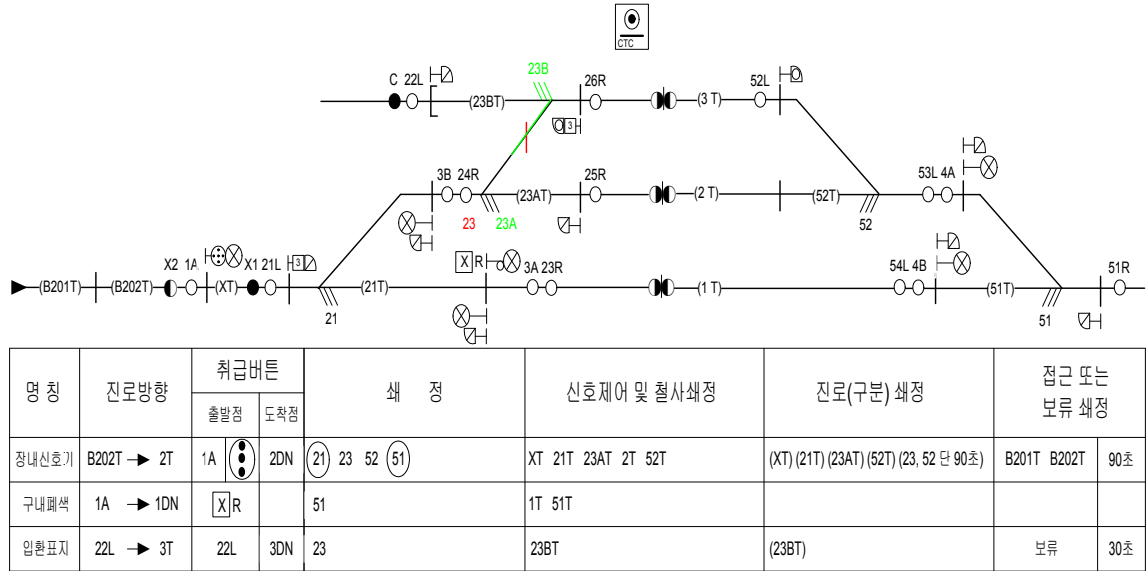 CTC
23B
C 22L
26R
52L
(23BT)
(3 T)
3
3B 24R
25R
53L 4A
(23AT)
(2 T)
(52T)
23 23A
52
X2 1A
X1 21L
3
X R
3A 23R
54L 4B
51R
(B201T)
(B202T)
(XT)
(21T)
(1 T)
(51T)
21
51
명 칭 진로방향 취급버튼 쇄 정 신호제어 및 철사쇄정 진로(구분) 쇄정 접근 또는
보류 쇄정
출발점 도착점
장내신호기 B202T → 2T 1A 2DN 21 23 52 51 XT 21T 23AT 2T 52T (XT) (21T) (23AT) (52T) (23, 52 단 90초) B201T B202T 90초
구내폐색 1A → 1DN X R 51 1T 51T
입환표지 22L → 3T 22L 3DN 23 23BT (23BT) 보류 30초